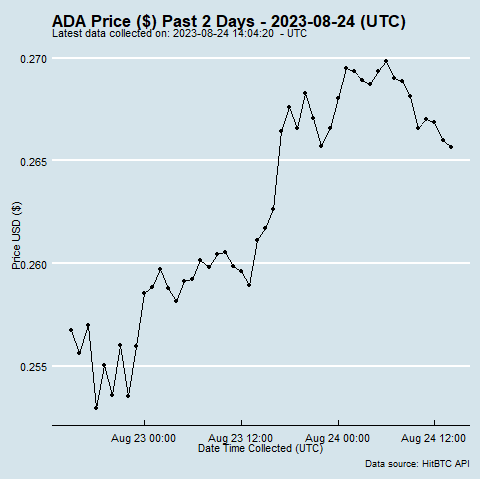 ADA Price ($) Past 2 Days - 2023-08-24 (UTC)
Latest data collected on: 2023-08-24 14:04:20 - UTC
0.270
0.265
0.260
0.255
Price USD ($)
Aug 23 00:00 Aug 23 12:00 Aug 24 00:00 Aug 24 12:00
Date Time Collected (UTC)
Data source: HitBTC API